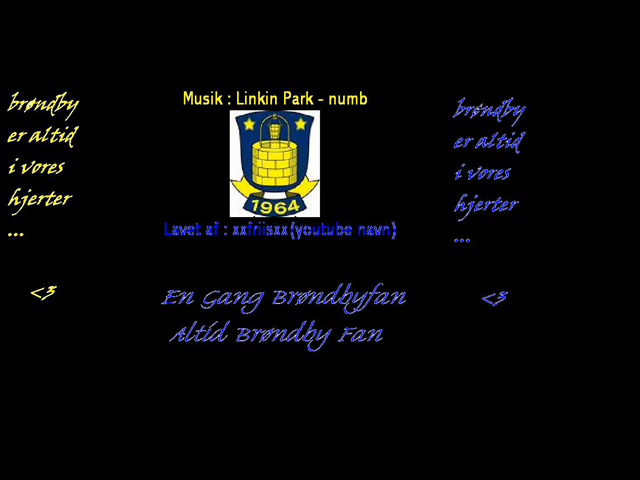 Musik : Linkin Park - numb
brøndby
er altid
i vores
hjerter
...
<3
1964
Lavet af : xxfriisxx(youtube navn)
En Gang Brøndbyfan
Altid Brøndby Fan
brøndby
er altid
i vores
hjerter
...
<3